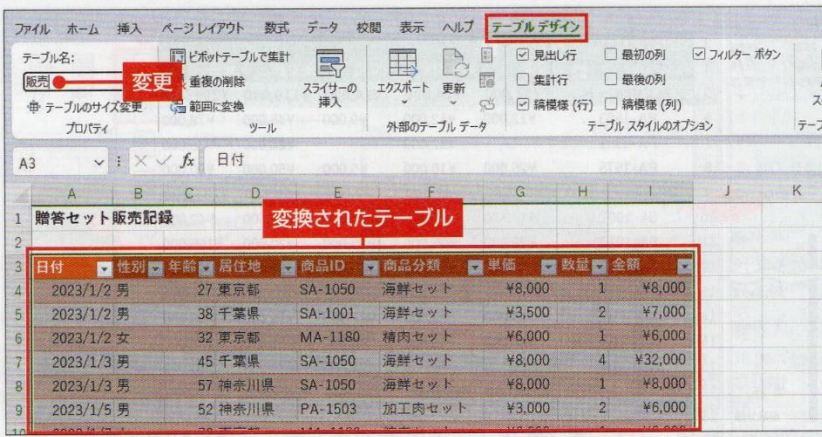 ファイル ホーム 挿入 ページ レイアウト 数式 データ 校閲 表示 ヘルプ テーブル デザイン
テーブル名:
販売
変更
テーブルのサイズ変更
プロパティ
ピボットテーブルで集計
重複の削除
範囲に変換
ツール
スライサーの
挿入
エクスポート
更新
外部のテーブル データ
見出し行
最初の列
フィルター ボタン
集計行
最後の列
縞模様 (行)
縞模様 (列)
テーブル スタイルのオプション
A3 fx 日付
A B C D E F G H I J K
1 贈答セット販売記録
変換されたテーブル
2
3 日付 性別 年齢 居住地 商品ID 商品分類 単価 数量 金額
4 2023/1/2 男 27 東京都 SA-1050 海鮮セット ¥8,000 1 ¥8,000
5 2023/1/2 男 38 千葉県 SA-1001 海鮮セット ¥3,500 2 ¥7,000
6 2023/1/2 女 32 東京都 MA-1180 精肉セット ¥6,000 1 ¥6,000
7 2023/1/3 男 45 千葉県 SA-1050 海鮮セット ¥8,000 4 ¥32,000
8 2023/1/3 男 57 神奈川県 SA-1050 海鮮セット ¥8,000 1 ¥8,000
9 2023/1/5 男 52 神奈川県 PA-1503 加工肉セット ¥3,000 2 ¥6,000
10